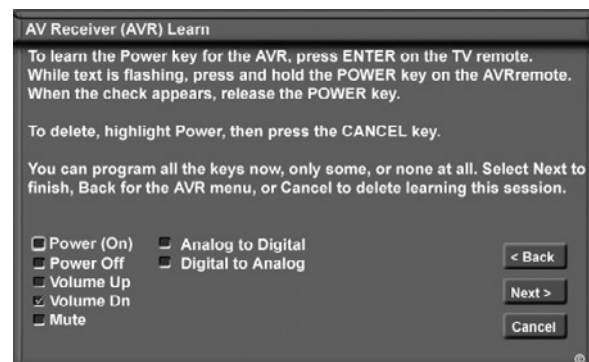 AV Receiver (AVR) Learn
To learn the Power key for the AVR, press ENTER on the TV remote.
While text is flashing, press and hold the POWER key on the AVRremote.
When the check appears, release the POWER key.
To delete, highlight Power, then press the CANCEL key.
You can program all the keys now, only some, or none at all. Select Next to
finish, Back for the AVR menu, or Cancel to delete learning this session.
Power (On)
Power Off
Volume Up
Volume Dn
Mute
Analog to Digital
Digital to Analog
< Back
Next >
Cancel
©